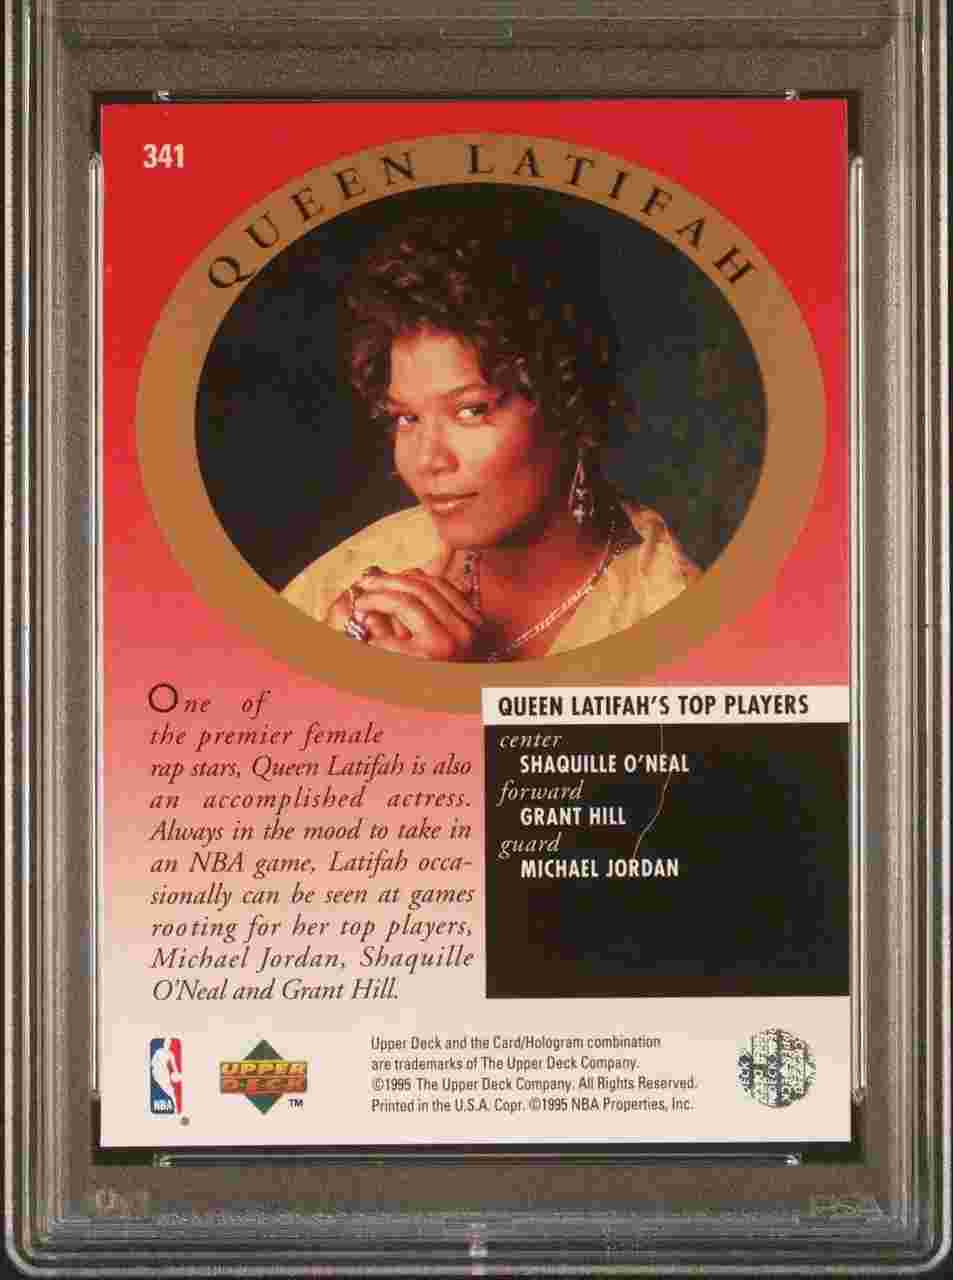 341
QUEEN LATIFAH
One of
the premier female
rap stars, Queen Latifah is also
an accomplished actress.
Always in the mood to take in
an NBA game, Latifah occa-
sionally can be seen at games
rooting for her top players,
Michael Jordan, Shaquille
O'Neal and Grant Hill.
QUEEN LATIFAH'S TOP PLAYERS
center
SHAQUILLE O'NEAL
forward
GRANT HILL
guard
MICHAEL JORDAN
NBA
®
UPPER
DECK
TM
Upper Deck and the Card/Hologram combination
are trademarks of The Upper Deck Company.
©1995 The Upper Deck Company. All Rights Reserved.
Printed in the U.S.A. Copr. ©1995 NBA Properties, Inc.
PSA